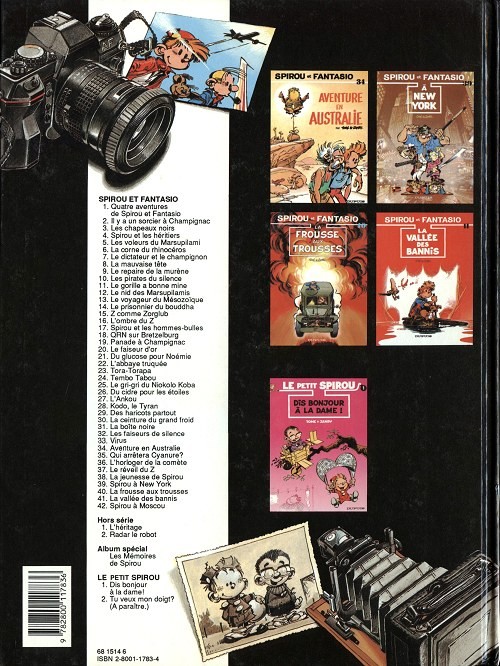 SPIROU ET FANTASIO
1. Quatre aventures
de Spirou et Fantasio
2. Il y a un sorcier à Champignac
3. Les chapeaux noirs
4. Spirou et les héritiers
5. Les voleurs du Marsupilami
6. La corne du rhinocéros
7. Le dictateur et le champignon
8. La mauvaise tête
9. Le repaire de la murène
10. Les pirates du silence
11. Le gorille a bonne mine
12. Le nid des Marsupilamis
13. Le voyageur du Mésozoïque
14. Le prisonnier du bouddha
15. Z comme Zorglub
16. L'ombre du Z
17. Spirou et les hommes-bulles
18. QRN sur Bretzelburg
19. Panade à Champignac
20. Le faiseur d'or
21. Du glucose pour Noémie
22. L'abbaye truquée
23. Tora-Torapa
24. Tembo Tabou
25. Le gri-gri du Niokolo Koba
26. Du cidre pour les étoiles
27. L'Ankou
28. Kodo, le Tyran
29. Des haricots partout
30. La ceinture du grand froid
31. La boîte noire
32. Les faiseurs de silence
33. Virus
34. Aventure en Australie
35. Qui arrêtera Cyanure?
36. L'horloger de la comète
37. Le réveil du Z
38. La jeunesse de Spirou
39. Spirou à New York
40. La frousse aux trousses
41. La vallée des bannis
42. Spirou à Moscou
Hors série
1. L'héritage
2. Radar le robot
Album spécial
Les Mémoires
de Spirou
LE PETIT SPIROU
1. Dis bonjour
à la dame!
2. Tu veux mon doigt?
(A paraître.)
68 1514 6
ISBN 2-8001-1783-4
9 782800 117836
SPIROU ET FANTASIO
34
AVENTURE
EN
AUSTRALIE
SPIROU ET FANTASIO
À
NEW
YORK
SPIROU ET FANTASIO
LA
FROUSSE
AUX
TROUSSES
SPIROU ET FANTASIO
LA
VALLÉE
DES
BANNIS
LE PETIT SPIROU
1
DIS BONJOUR
À LA DAME !
TOME & JANRY